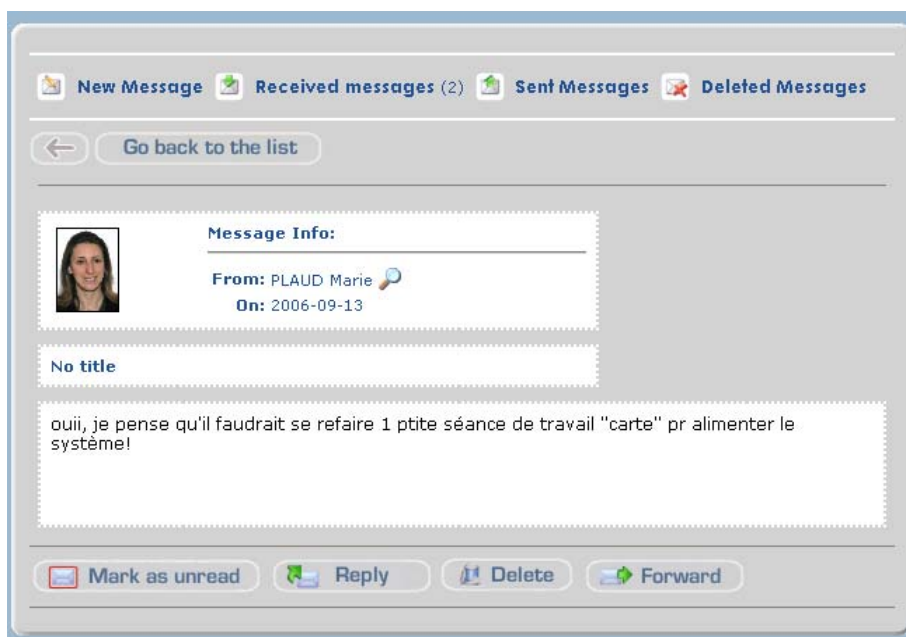 New Message Received messages (2) Sent Messages Deleted Messages
Go back to the list
Message Info:
From: PLAUD Marie
On: 2006-09-13
No title
ouii, je pense qu'il faudrait se refaire 1 ptite séance de travail "carte" pr alimenter le
système!
Mark as unread Reply Delete Forward